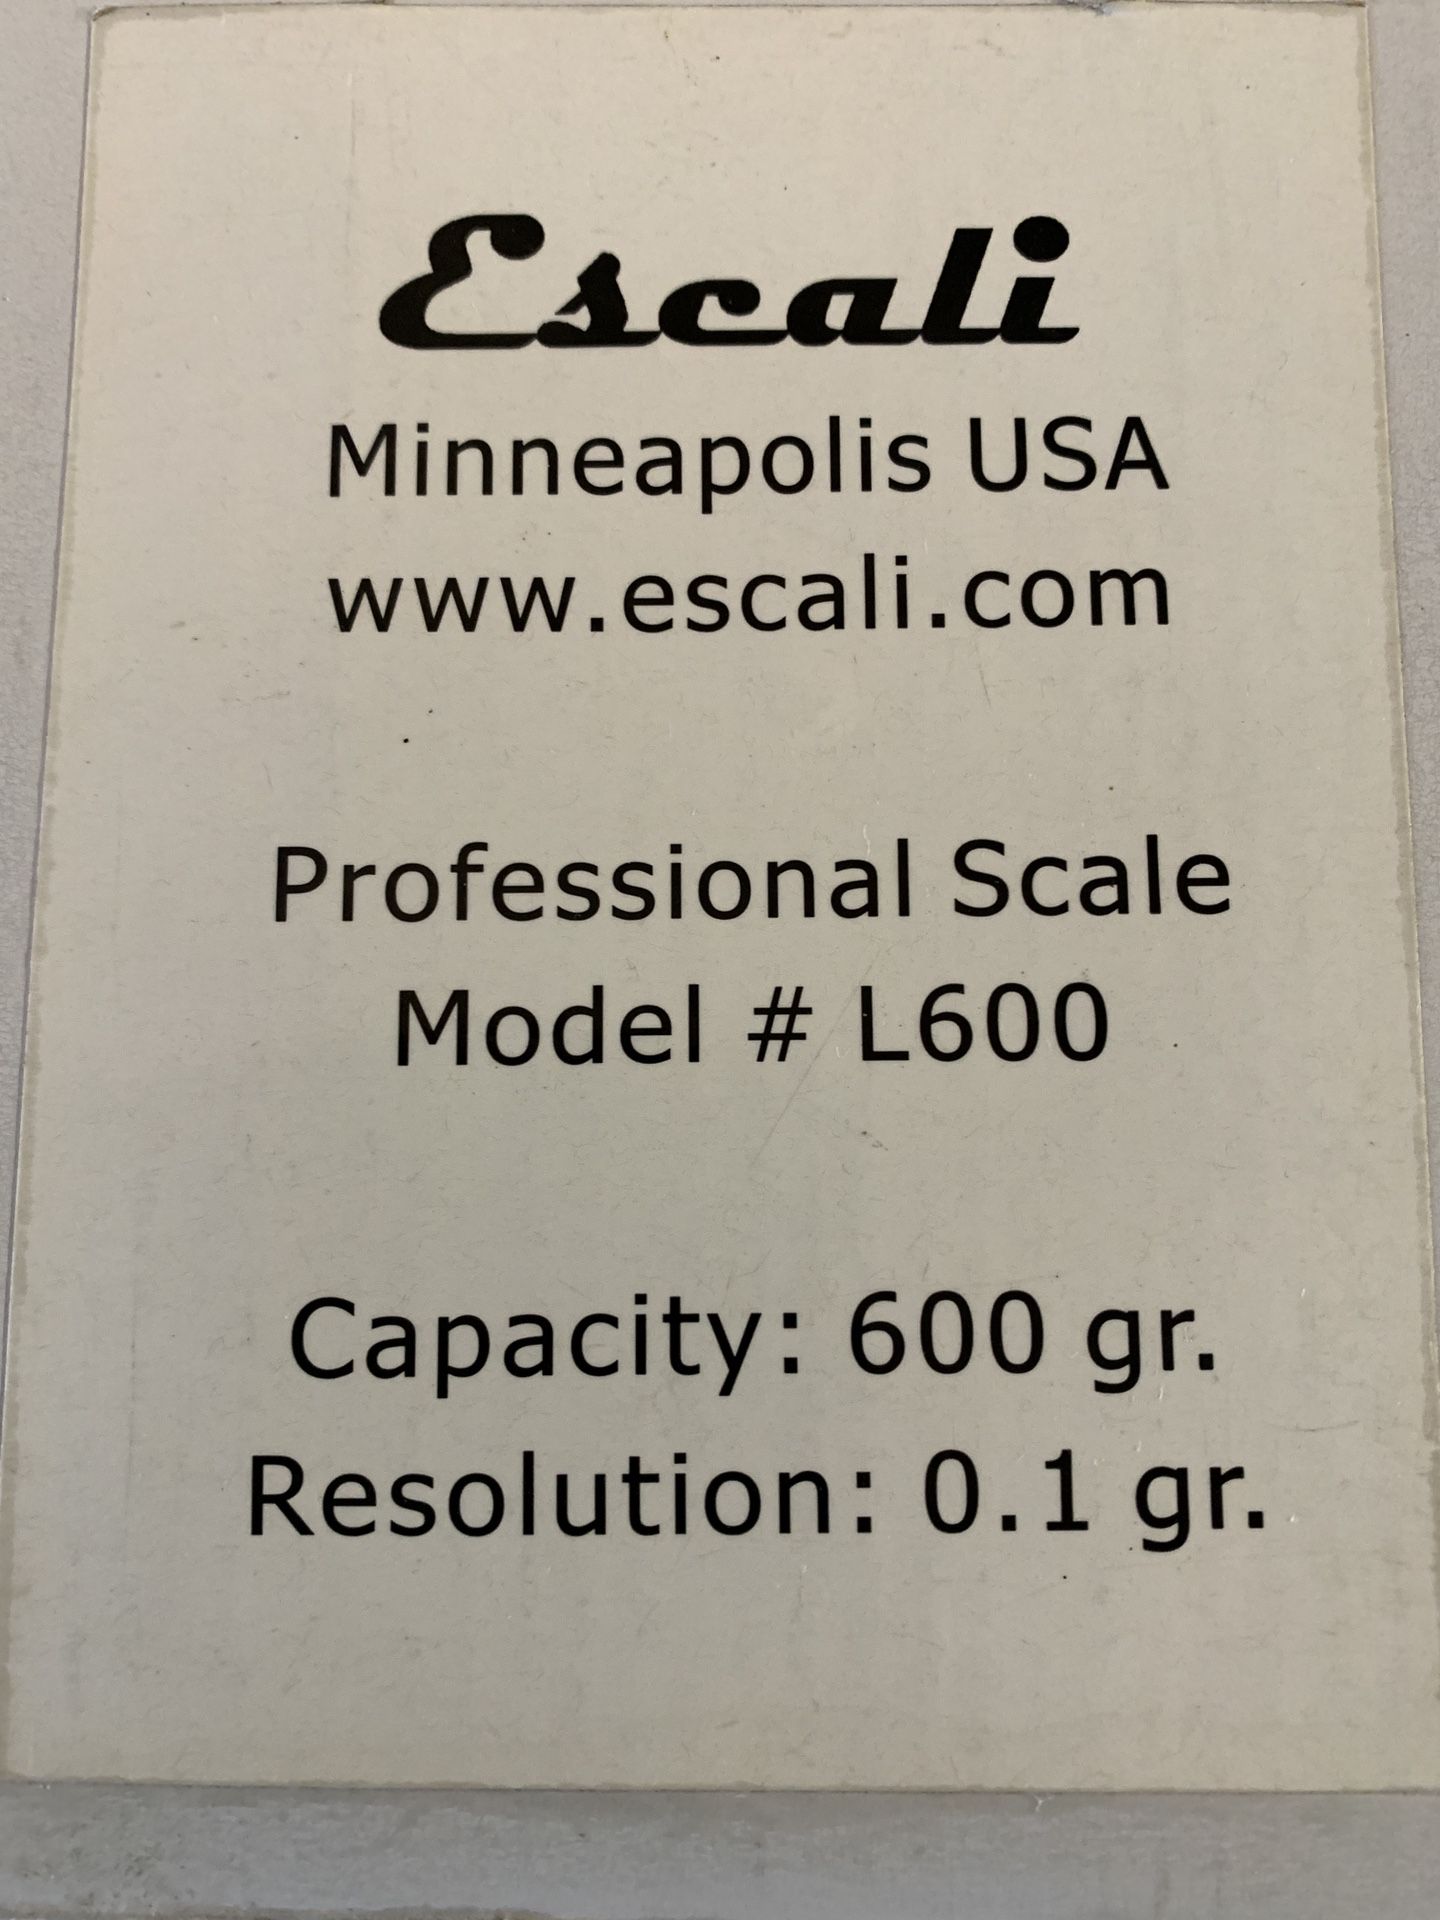 Escali
Minneapolis USA
www.escali.com
Professional Scale
Model # L600
Capacity: 600 gr.
Resolution: 0.1 gr.